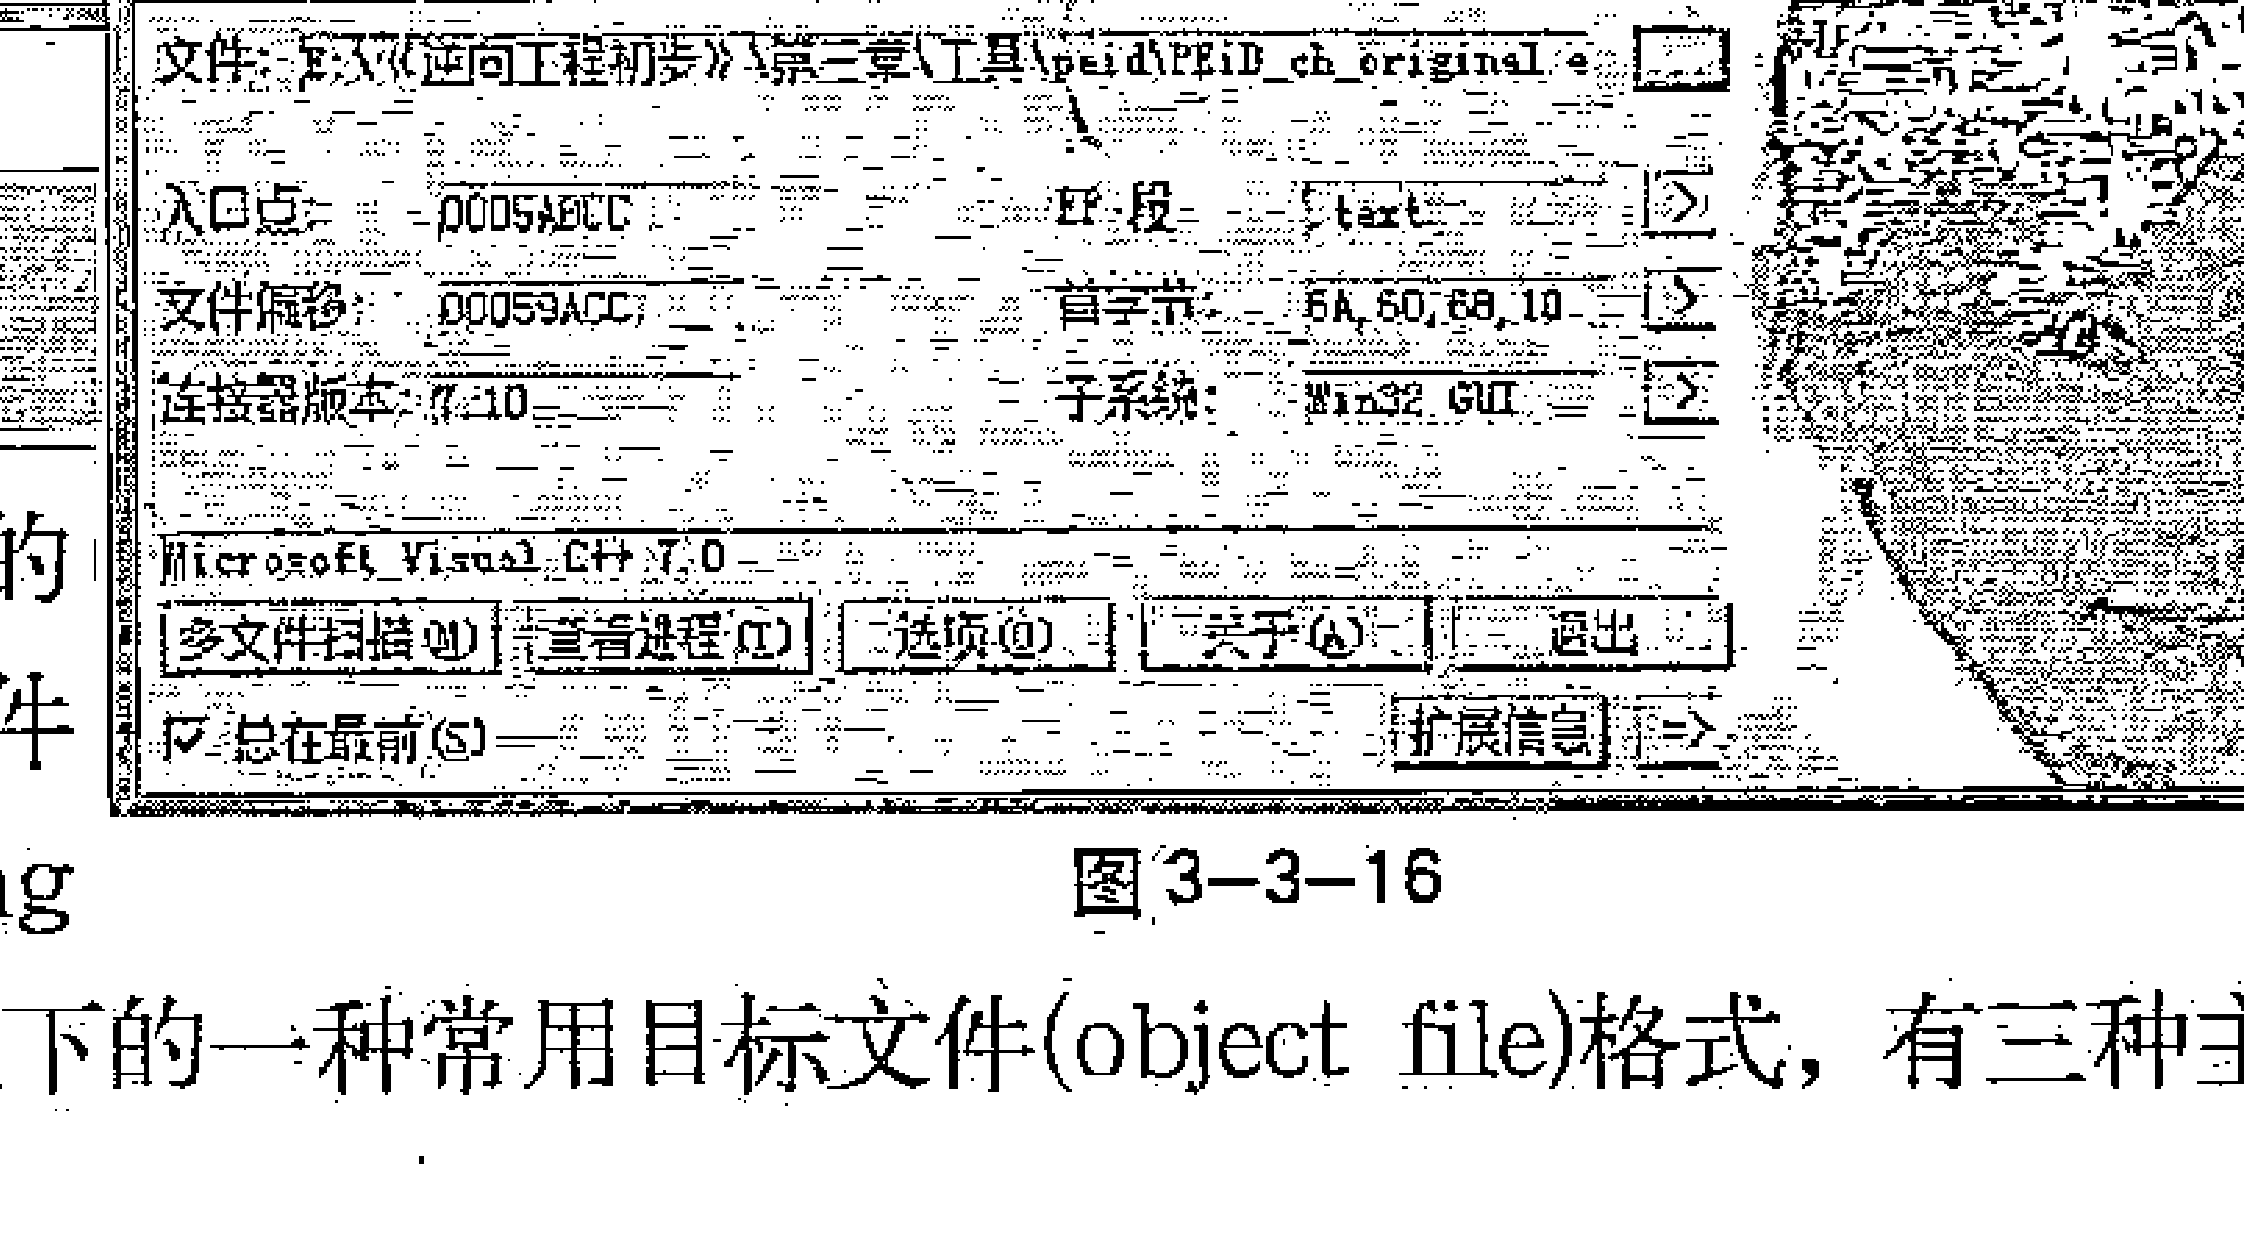 文件: E:\《逆向工程初步》\第三章\工具\peid\PEiD_ch_original e
入口点: 0005A6CC EP 段 .text
文件偏移: 00059ACC 首字节: 6A,60,68,10
连接器版本: 7.10 子系统: Win32 GUI
Microsoft Visual C++ 7.0
多文件扫描(M) 查看进程(T) 选项(O) 关于(A) 退出
总在最前(S) 扩展信息 =>
的
件
图 3-3-16
下的一种常用目标文件(object file)格式，有三种主